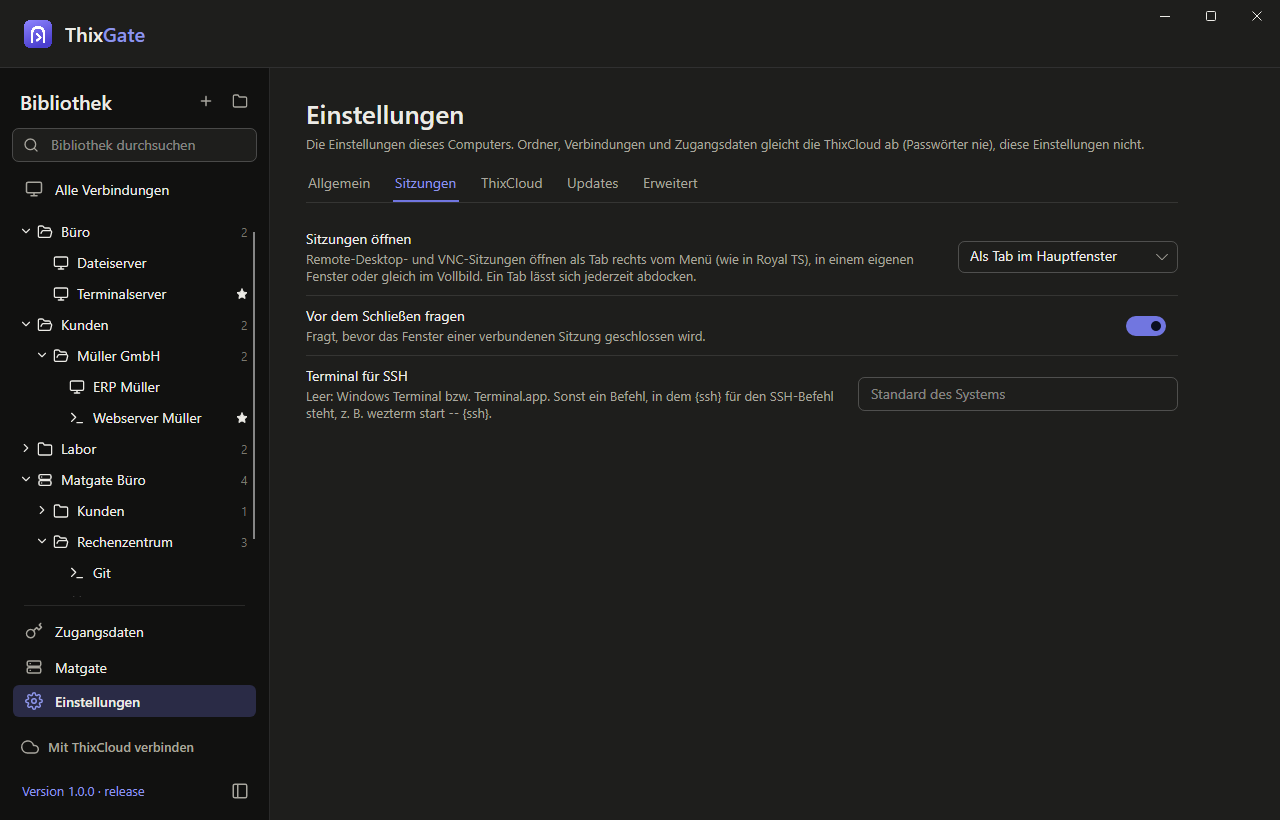 ThixGate
Bibliothek
Bibliothek durchsuchen
Alle Verbindungen
Büro 2
Dateiserver
Terminalserver
Kunden 2
Müller GmbH 2
ERP Müller
Webserver Müller
Labor 2
Matgate Büro 4
Kunden 1
Rechenzentrum 3
Git
Zugangsdaten
Matgate
Einstellungen
Mit ThixCloud verbinden
Version 1.0.0 · release
Einstellungen
Die Einstellungen dieses Computers. Ordner, Verbindungen und Zugangsdaten gleicht die ThixCloud ab (Passwörter nie), diese Einstellungen nicht.
Allgemein Sitzungen ThixCloud Updates Erweitert
Sitzungen öffnen
Remote-Desktop- und VNC-Sitzungen öffnen als Tab rechts vom Menü (wie in Royal TS), in einem eigenen
Fenster oder gleich im Vollbild. Ein Tab lässt sich jederzeit abdocken.
Als Tab im Hauptfenster
Vor dem Schließen fragen
Fragt, bevor das Fenster einer verbundenen Sitzung geschlossen wird.
Terminal für SSH
Leer: Windows Terminal bzw. Terminal.app. Sonst ein Befehl, in dem {ssh} für den SSH-Befehl
steht, z. B. wezterm start -- {ssh}.
Standard des Systems